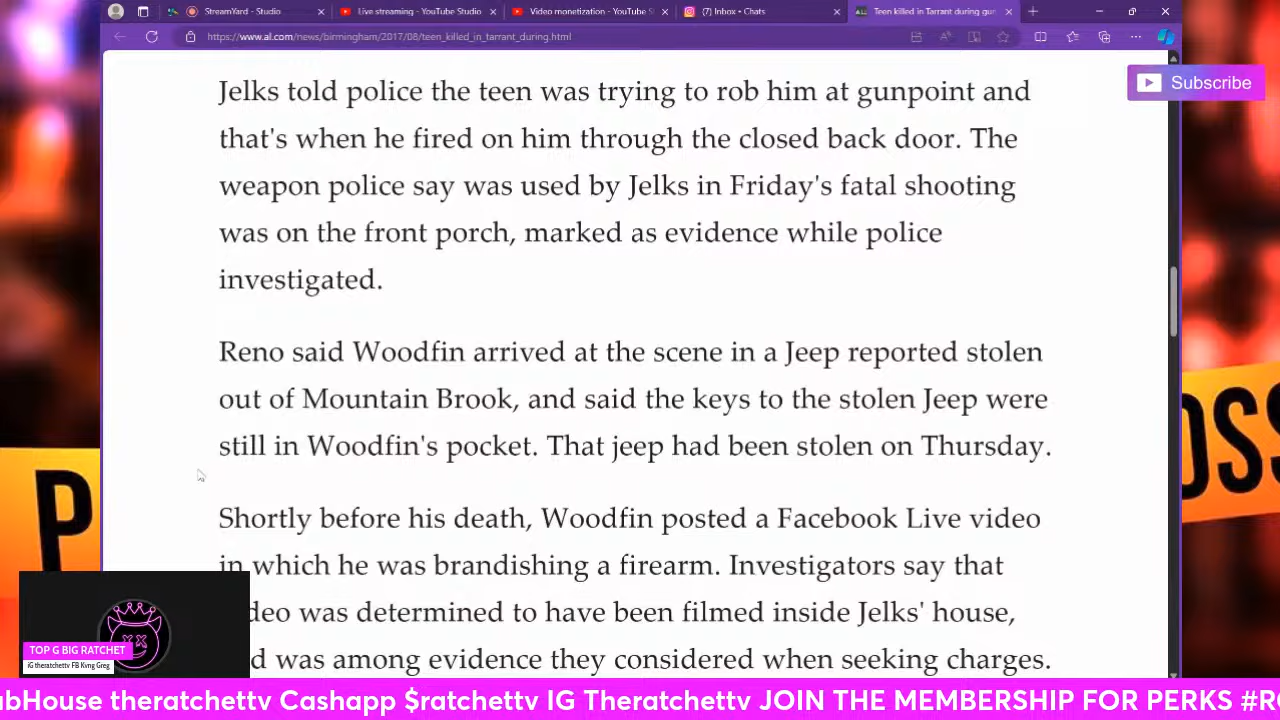 StreamYard - Studio
Live streaming - YouTube Studio
Video monetization - YouTube S
(7) Inbox • Chats
Teen killed in Tarrant during gun
https://www.al.com/news/birmingham/2017/08/teen_killed_in_tarrant_during.html
Subscribe
Jelks told police the teen was trying to rob him at gunpoint and
that's when he fired on him through the closed back door. The
weapon police say was used by Jelks in Friday's fatal shooting
was on the front porch, marked as evidence while police
investigated.
Reno said Woodfin arrived at the scene in a Jeep reported stolen
out of Mountain Brook, and said the keys to the stolen Jeep were
still in Woodfin's pocket. That jeep had been stolen on Thursday.
Shortly before his death, Woodfin posted a Facebook Live video
in which he was brandishing a firearm. Investigators say that
deo was determined to have been filmed inside Jelks' house,
d was among evidence they considered when seeking charges.
P
OSS
TOP G BIG RATCHET
iG theratchettv FB Kvng Greg
ubHouse theratchettv Cashapp $ratchettv IG Theratchettv JOIN THE MEMBERSHIP FOR PERKS #R